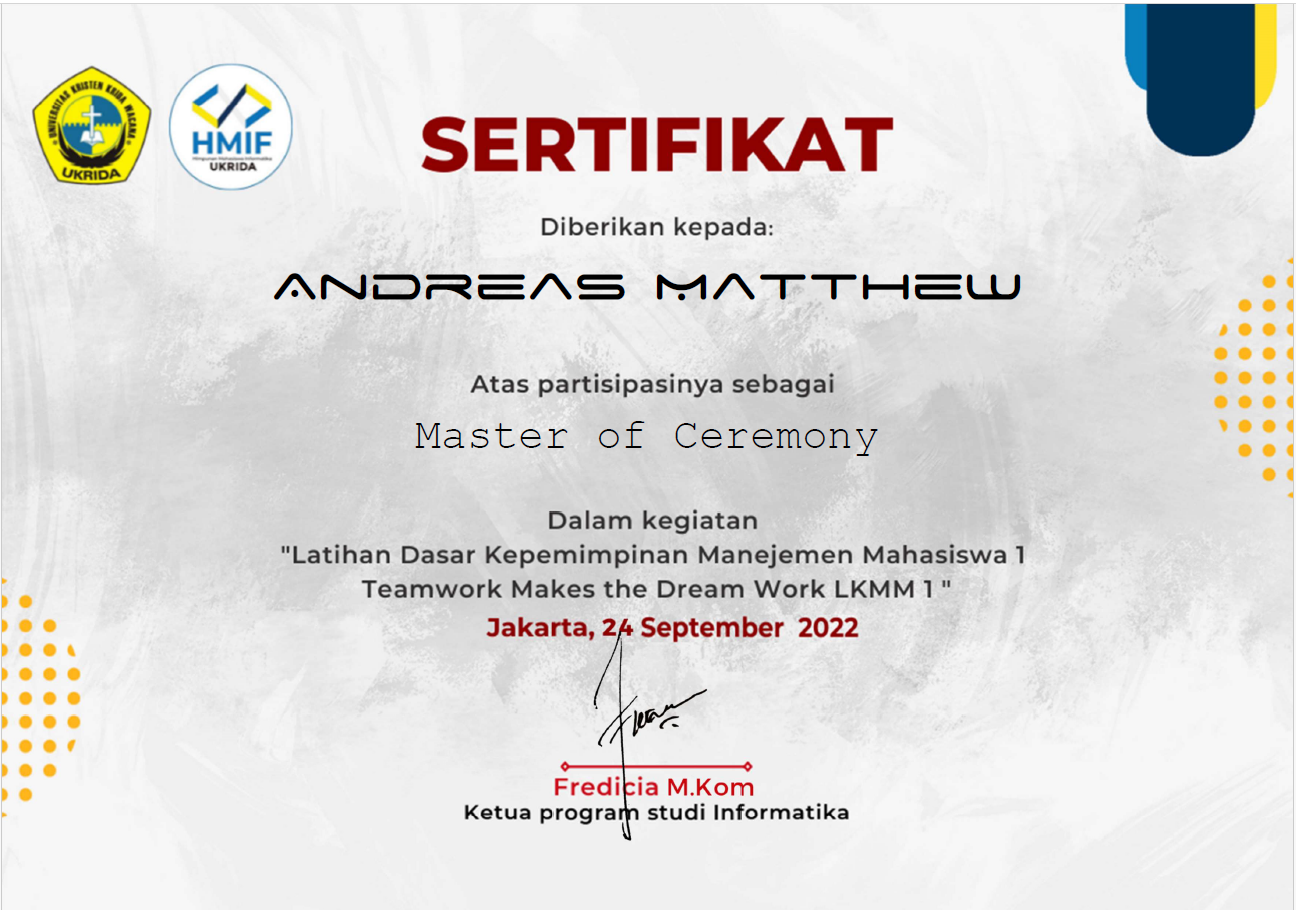 UNIVERSITAS KRISTEN KRIDA WACANA
UKRIDA
HMIF
Himpunan Mahasiswa Informatika
UKRIDA
SERTIFIKAT
Diberikan kepada:
ANDREAS MATTHEW
Atas partisipasinya sebagai
Master of Ceremony
Dalam kegiatan
"Latihan Dasar Kepemimpinan Manejemen Mahasiswa 1
Teamwork Makes the Dream Work LKMM 1 "
Jakarta, 24 September 2022
Fredicia M.Kom
Ketua program studi Informatika